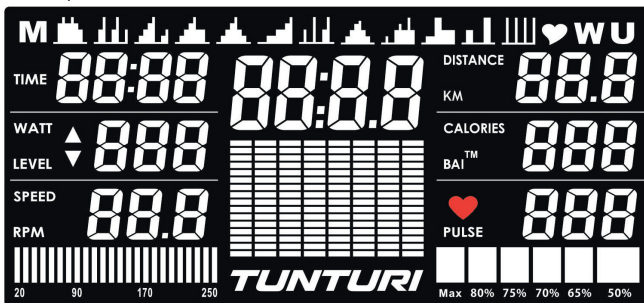 M W U
TIME 88:88
88:8.8
DISTANCE
KM 88.8
WATT
LEVEL 888
CALORIES
BAI™ 888
SPEED
RPM 88.8
PULSE 888
20 90 170 250
TUNTURI
Max 80% 75% 70% 65% 50%